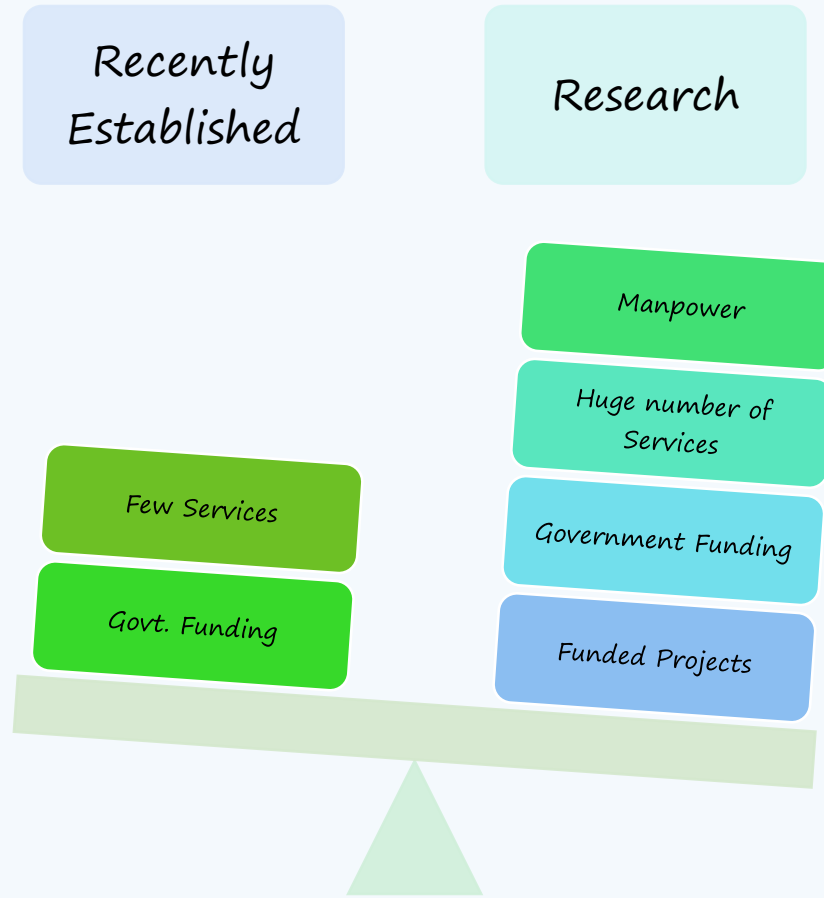 Recently
Established
Research
Manpower
Huge number of
Services
Government Funding
Funded Projects
Few Services
Govt. Funding